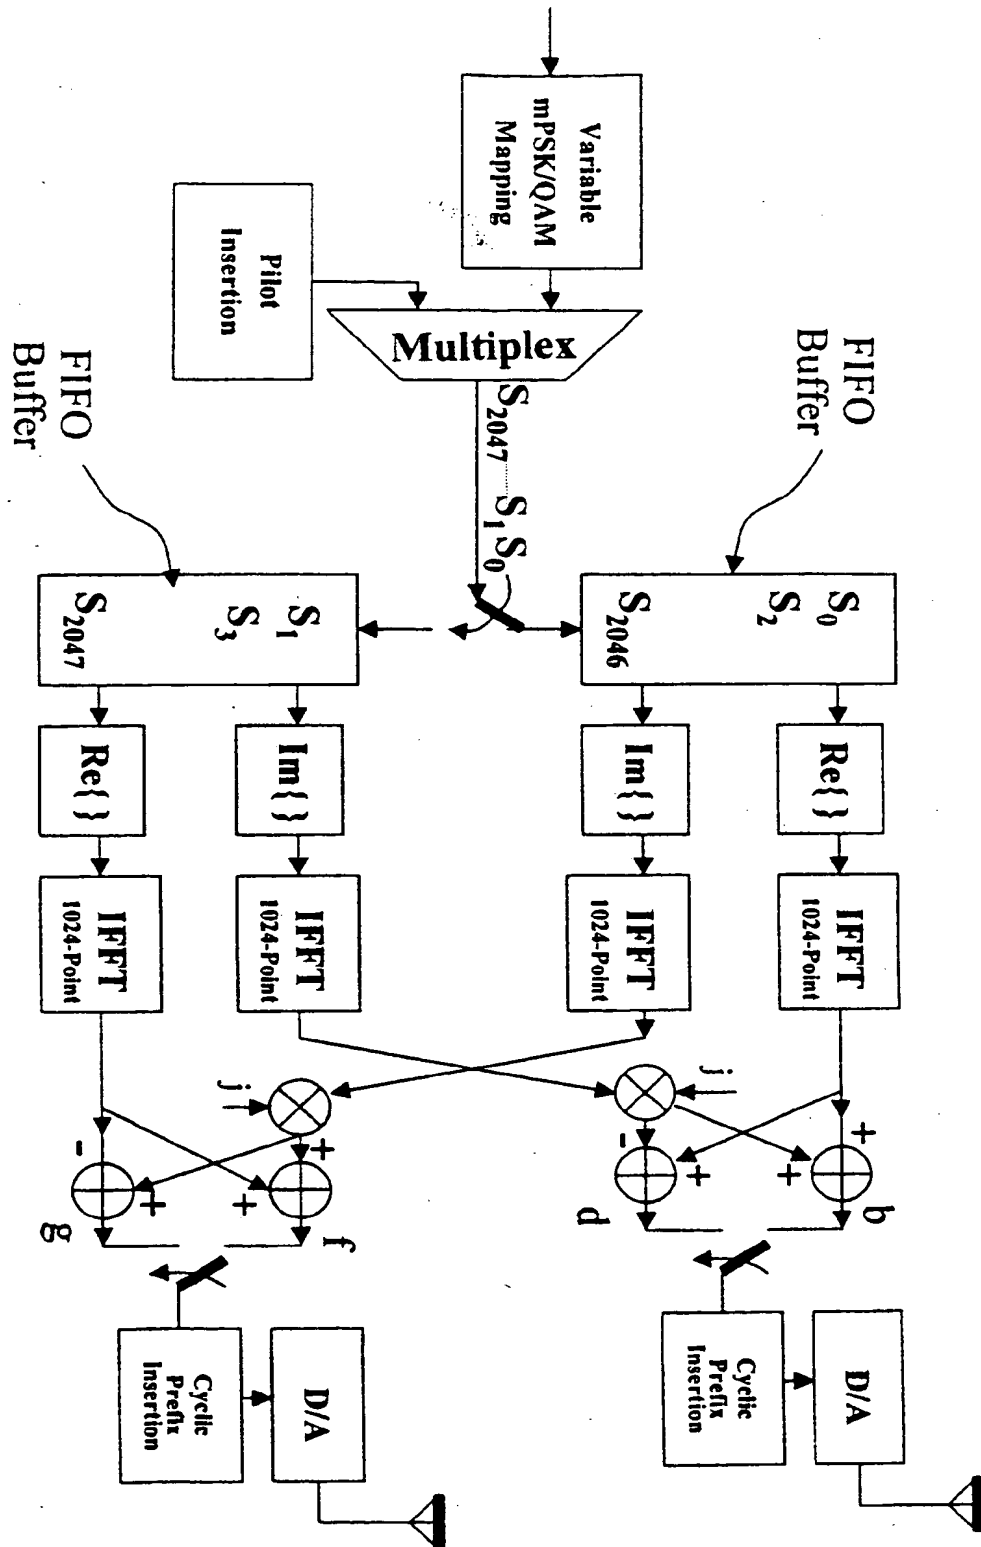 Variable
mPSK/QAM
Mapping
Pilot
Insertion
Multiplex
S2047 ...... S1 S0
FIFO
Buffer
S0
S2
S2046
FIFO
Buffer
S1
S3
S2047
Re{ }
IFFT
1024-Point
Im{ }
IFFT
1024-Point
Im{ }
IFFT
1024-Point
Re{ }
IFFT
1024-Point
j
+
+
b
-
+
d
j
+
+
f
-
+
g
Cyclic
Prefix
Insertion
D/A
Cyclic
Prefix
Insertion
D/A